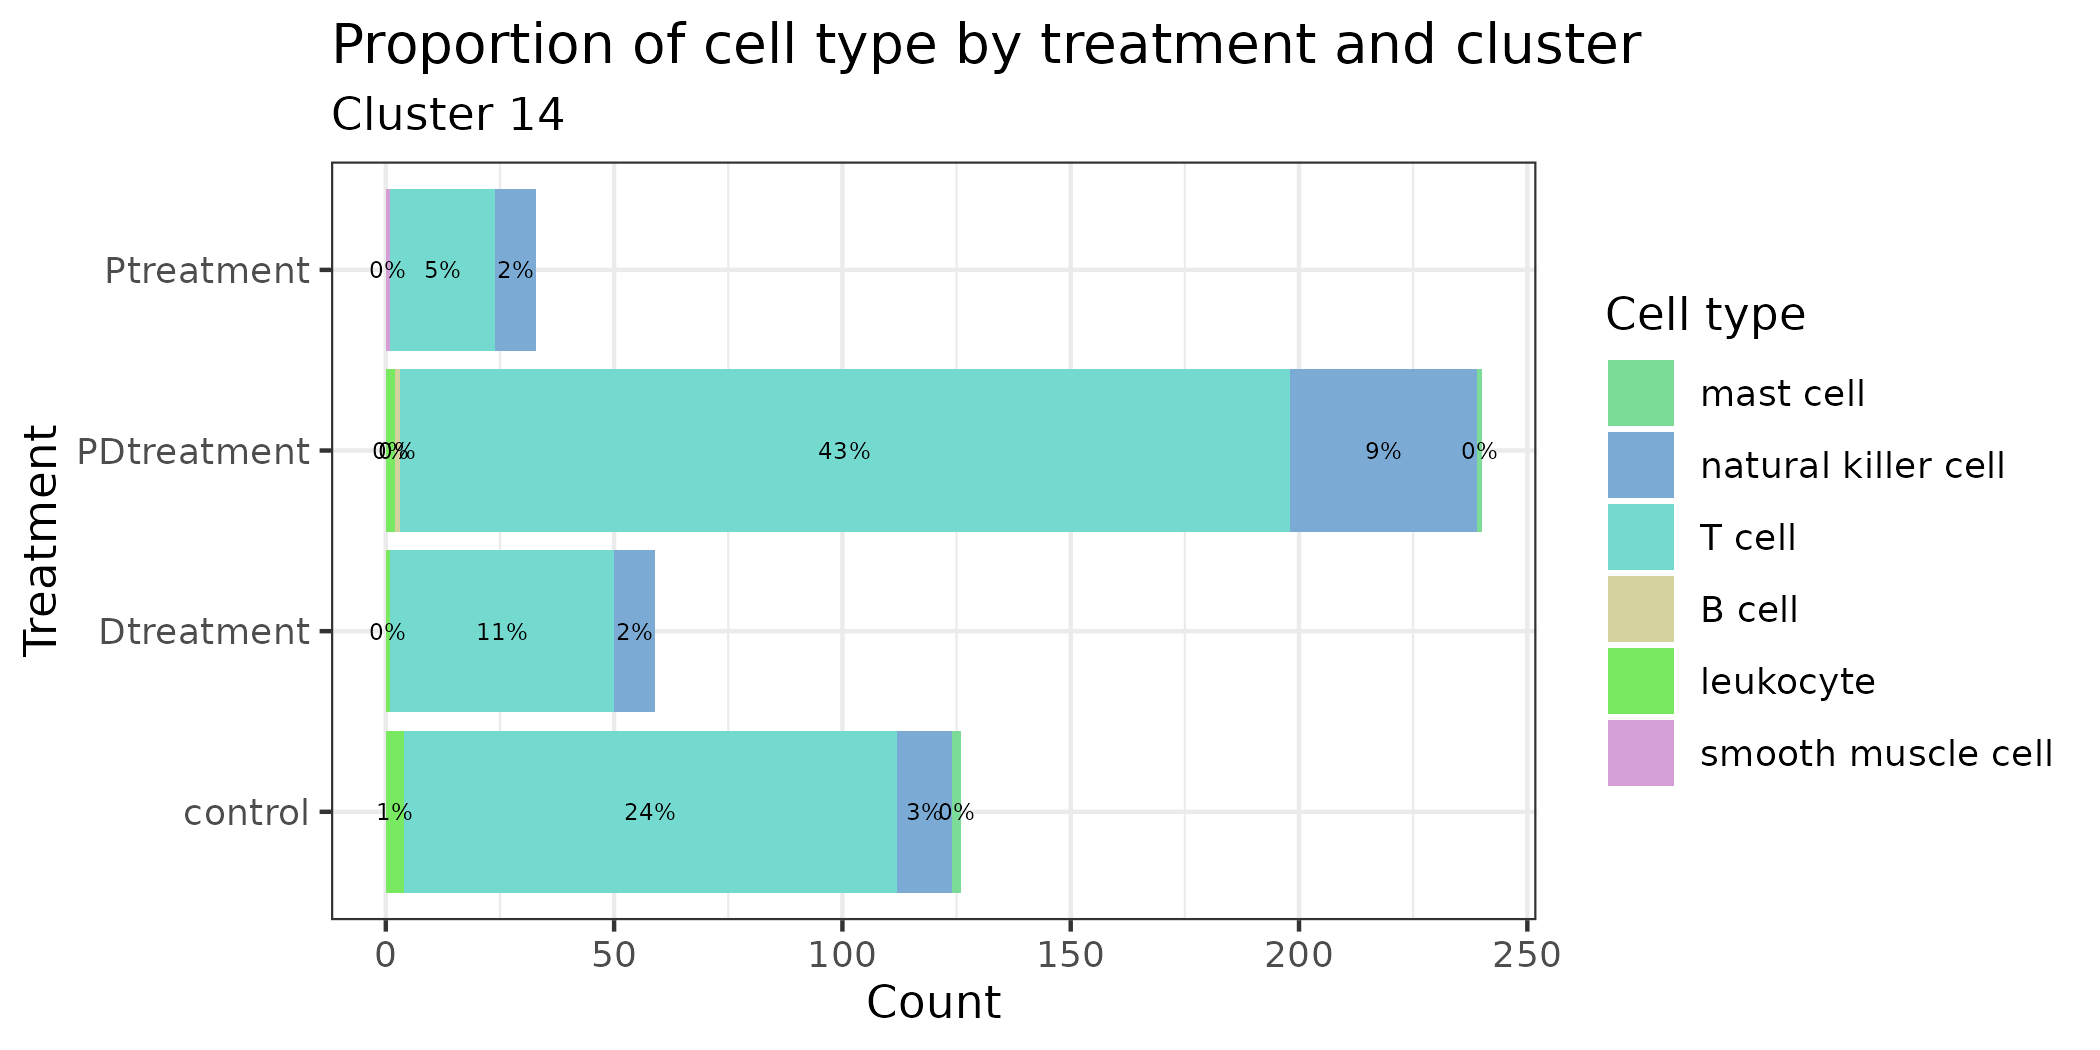 Proportion of cell type by treatment and cluster
Cluster 14
Treatment
Ptreatment
0% 5% 2%
PDtreatment
0% 0% 43% 9% 0%
Dtreatment
0% 11% 2%
control
1% 24% 3% 0%
0 50 100 150 200 250
Count
Cell type
mast cell
natural killer cell
T cell
B cell
leukocyte
smooth muscle cell